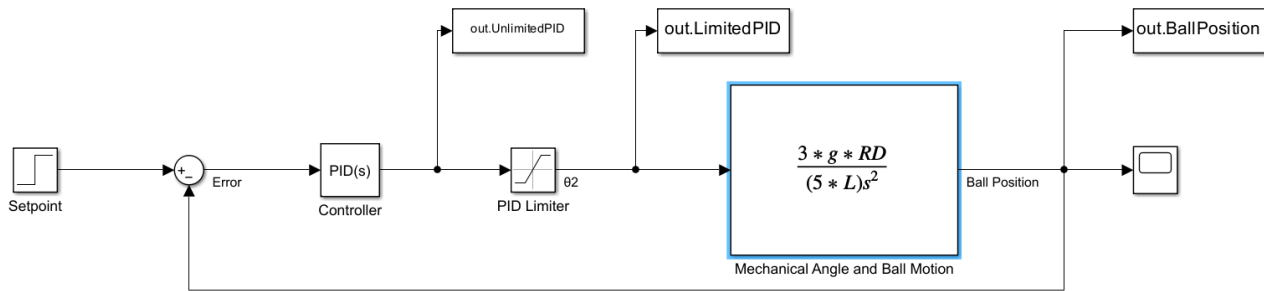 out.UnlimitedPID
out.LimitedPID
out.BallPosition
Setpoint
+
−
Error
PID(s)
Controller
PID Limiter
θ2
3 * g * RD
(5 * L)s²
Mechanical Angle and Ball Motion
Ball Position